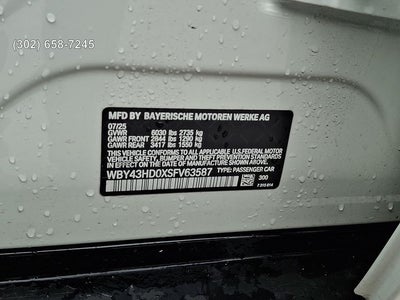 (302) 658-7245
MFD BY BAYERISCHE MOTOREN WERKE AG
07/25
GVWR 6030 lbs 2735 kg
GAWR FRONT 2844 lbs 1290 kg
GAWR REAR 3417 lbs 1550 kg
THIS VEHICLE CONFORMS TO ALL APPLICABLE U.S. FEDERAL MOTOR
VEHICLE SAFETY, BUMPER AND THEFT PREVENTION STANDARDS
IN EFFECT ON THE DATE OF MANUFACTURE SHOWN ABOVE.
WBY43HD0XSFV63587 TYPE: PASSENGER CAR
300